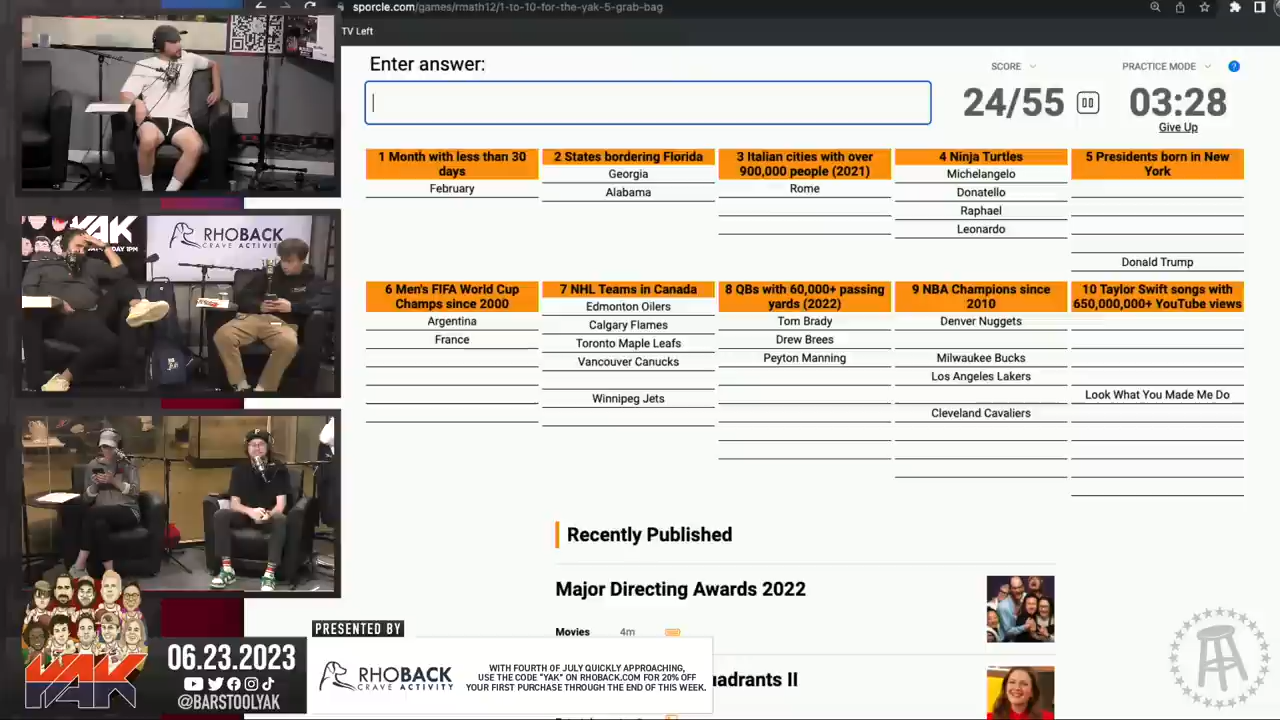 sporcle.com/games/rmath12/1-to-10-for-the-yak-5-grab-bag
TV Left
Enter answer:
SCORE
PRACTICE MODE
?
24/55
03:28
Give Up
1 Month with less than 30 days
February
2 States bordering Florida
Georgia
Alabama
3 Italian cities with over 900,000 people (2021)
Rome
4 Ninja Turtles
Michelangelo
Donatello
Raphael
Leonardo
5 Presidents born in New York
Donald Trump
6 Men's FIFA World Cup Champs since 2000
Argentina
France
7 NHL Teams in Canada
Edmonton Oilers
Calgary Flames
Toronto Maple Leafs
Vancouver Canucks
Winnipeg Jets
8 QBs with 60,000+ passing yards (2022)
Tom Brady
Drew Brees
Peyton Manning
9 NBA Champions since 2010
Denver Nuggets
Milwaukee Bucks
Los Angeles Lakers
Cleveland Cavaliers
10 Taylor Swift songs with 650,000,000+ YouTube views
Look What You Made Me Do
Recently Published
Major Directing Awards 2022
Movies 4m
uadrants II
YAK
RHOBACK
CRAVE ACTIVITY
YAK
06.23.2023
@BARSTOOLYAK
PRESENTED BY
RHOBACK
CRAVE ACTIVITY
WITH FOURTH OF JULY QUICKLY APPROACHING,
USE THE CODE "YAK" ON RHOBACK.COM FOR 20% OFF
YOUR FIRST PURCHASE THROUGH THE END OF THIS WEEK.